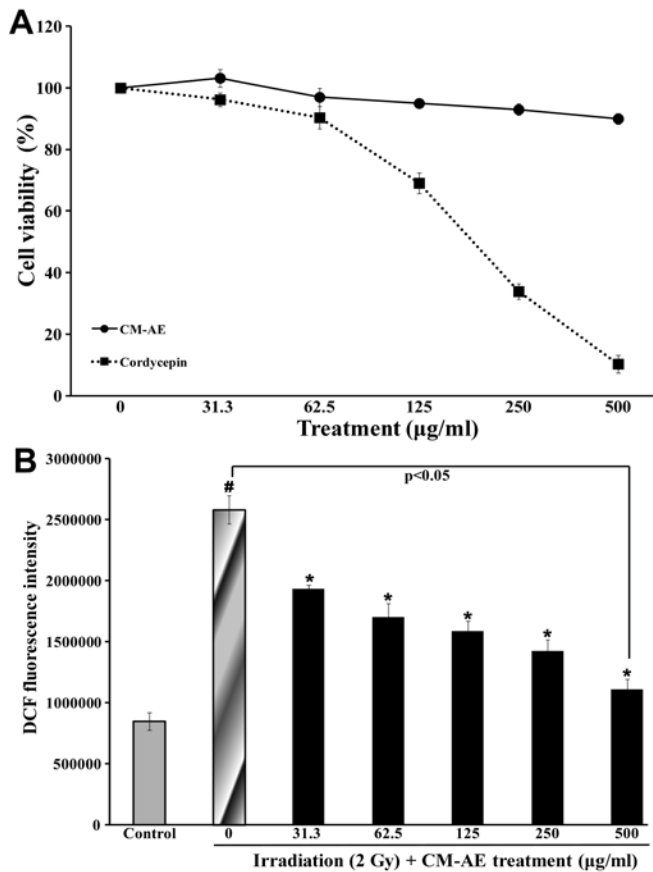 A
120
100
80
60
40
20
0
Cell viability (%)
CM-AE
Cordycepin
0 31.3 62.5 125 250 500
Treatment (µg/ml)
B
3000000
2500000
2000000
1500000
1000000
500000
0
DCF fluorescence intensity
p<0.05
#
* * * * *
Control 0 31.3 62.5 125 250 500
Irradiation (2 Gy) + CM-AE treatment (µg/ml)